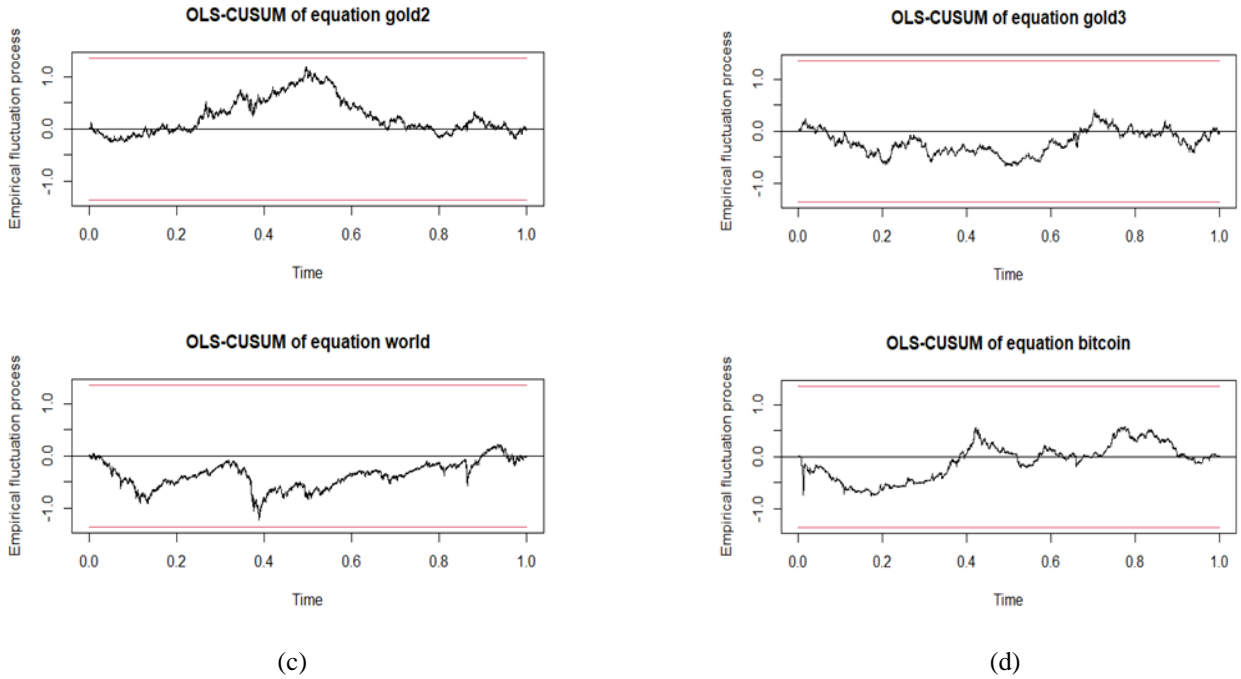 OLS-CUSUM of equation gold2
Empirical fluctuation process
1.0
0.0
-1.0
0.0 0.2 0.4 0.6 0.8 1.0
Time
OLS-CUSUM of equation gold3
Empirical fluctuation process
1.0
0.0
-1.0
0.0 0.2 0.4 0.6 0.8 1.0
Time
OLS-CUSUM of equation world
Empirical fluctuation process
1.0
0.0
-1.0
0.0 0.2 0.4 0.6 0.8 1.0
Time
OLS-CUSUM of equation bitcoin
Empirical fluctuation process
1.0
0.0
-1.0
0.0 0.2 0.4 0.6 0.8 1.0
Time
(c)
(d)